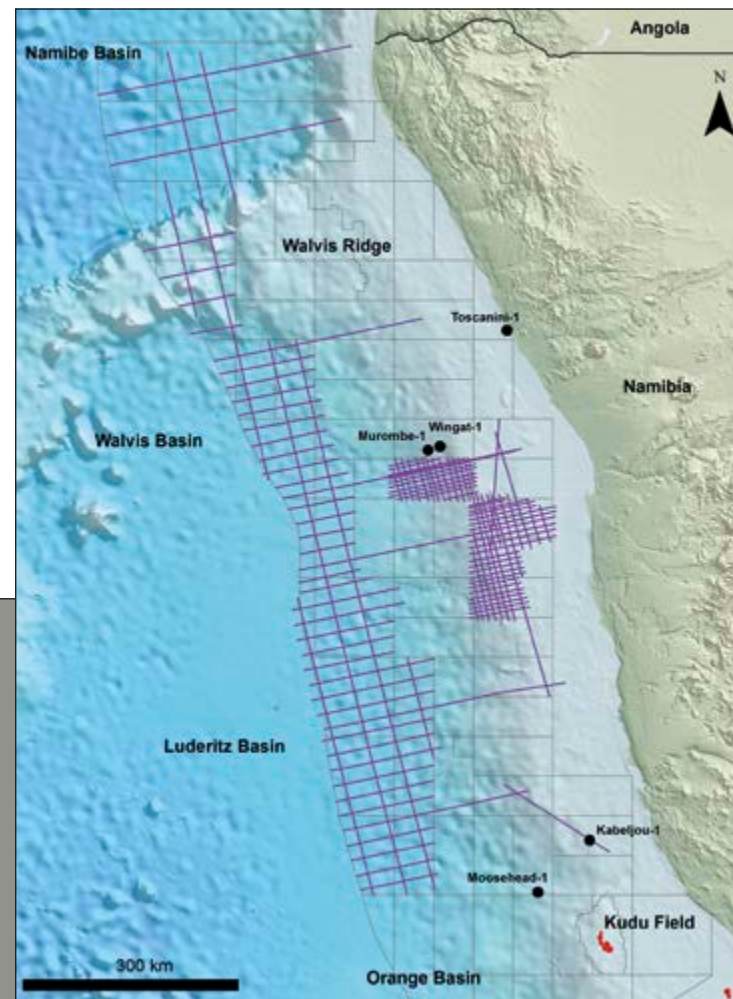 Angola
Namibe Basin
N
Walvis Ridge
Toscanini-1
Namibia
Walvis Basin
Wingat-1
Murombe-1
Luderitz Basin
Kabeljou-1
Moosehead-1
Kudu Field
300 km
Orange Basin